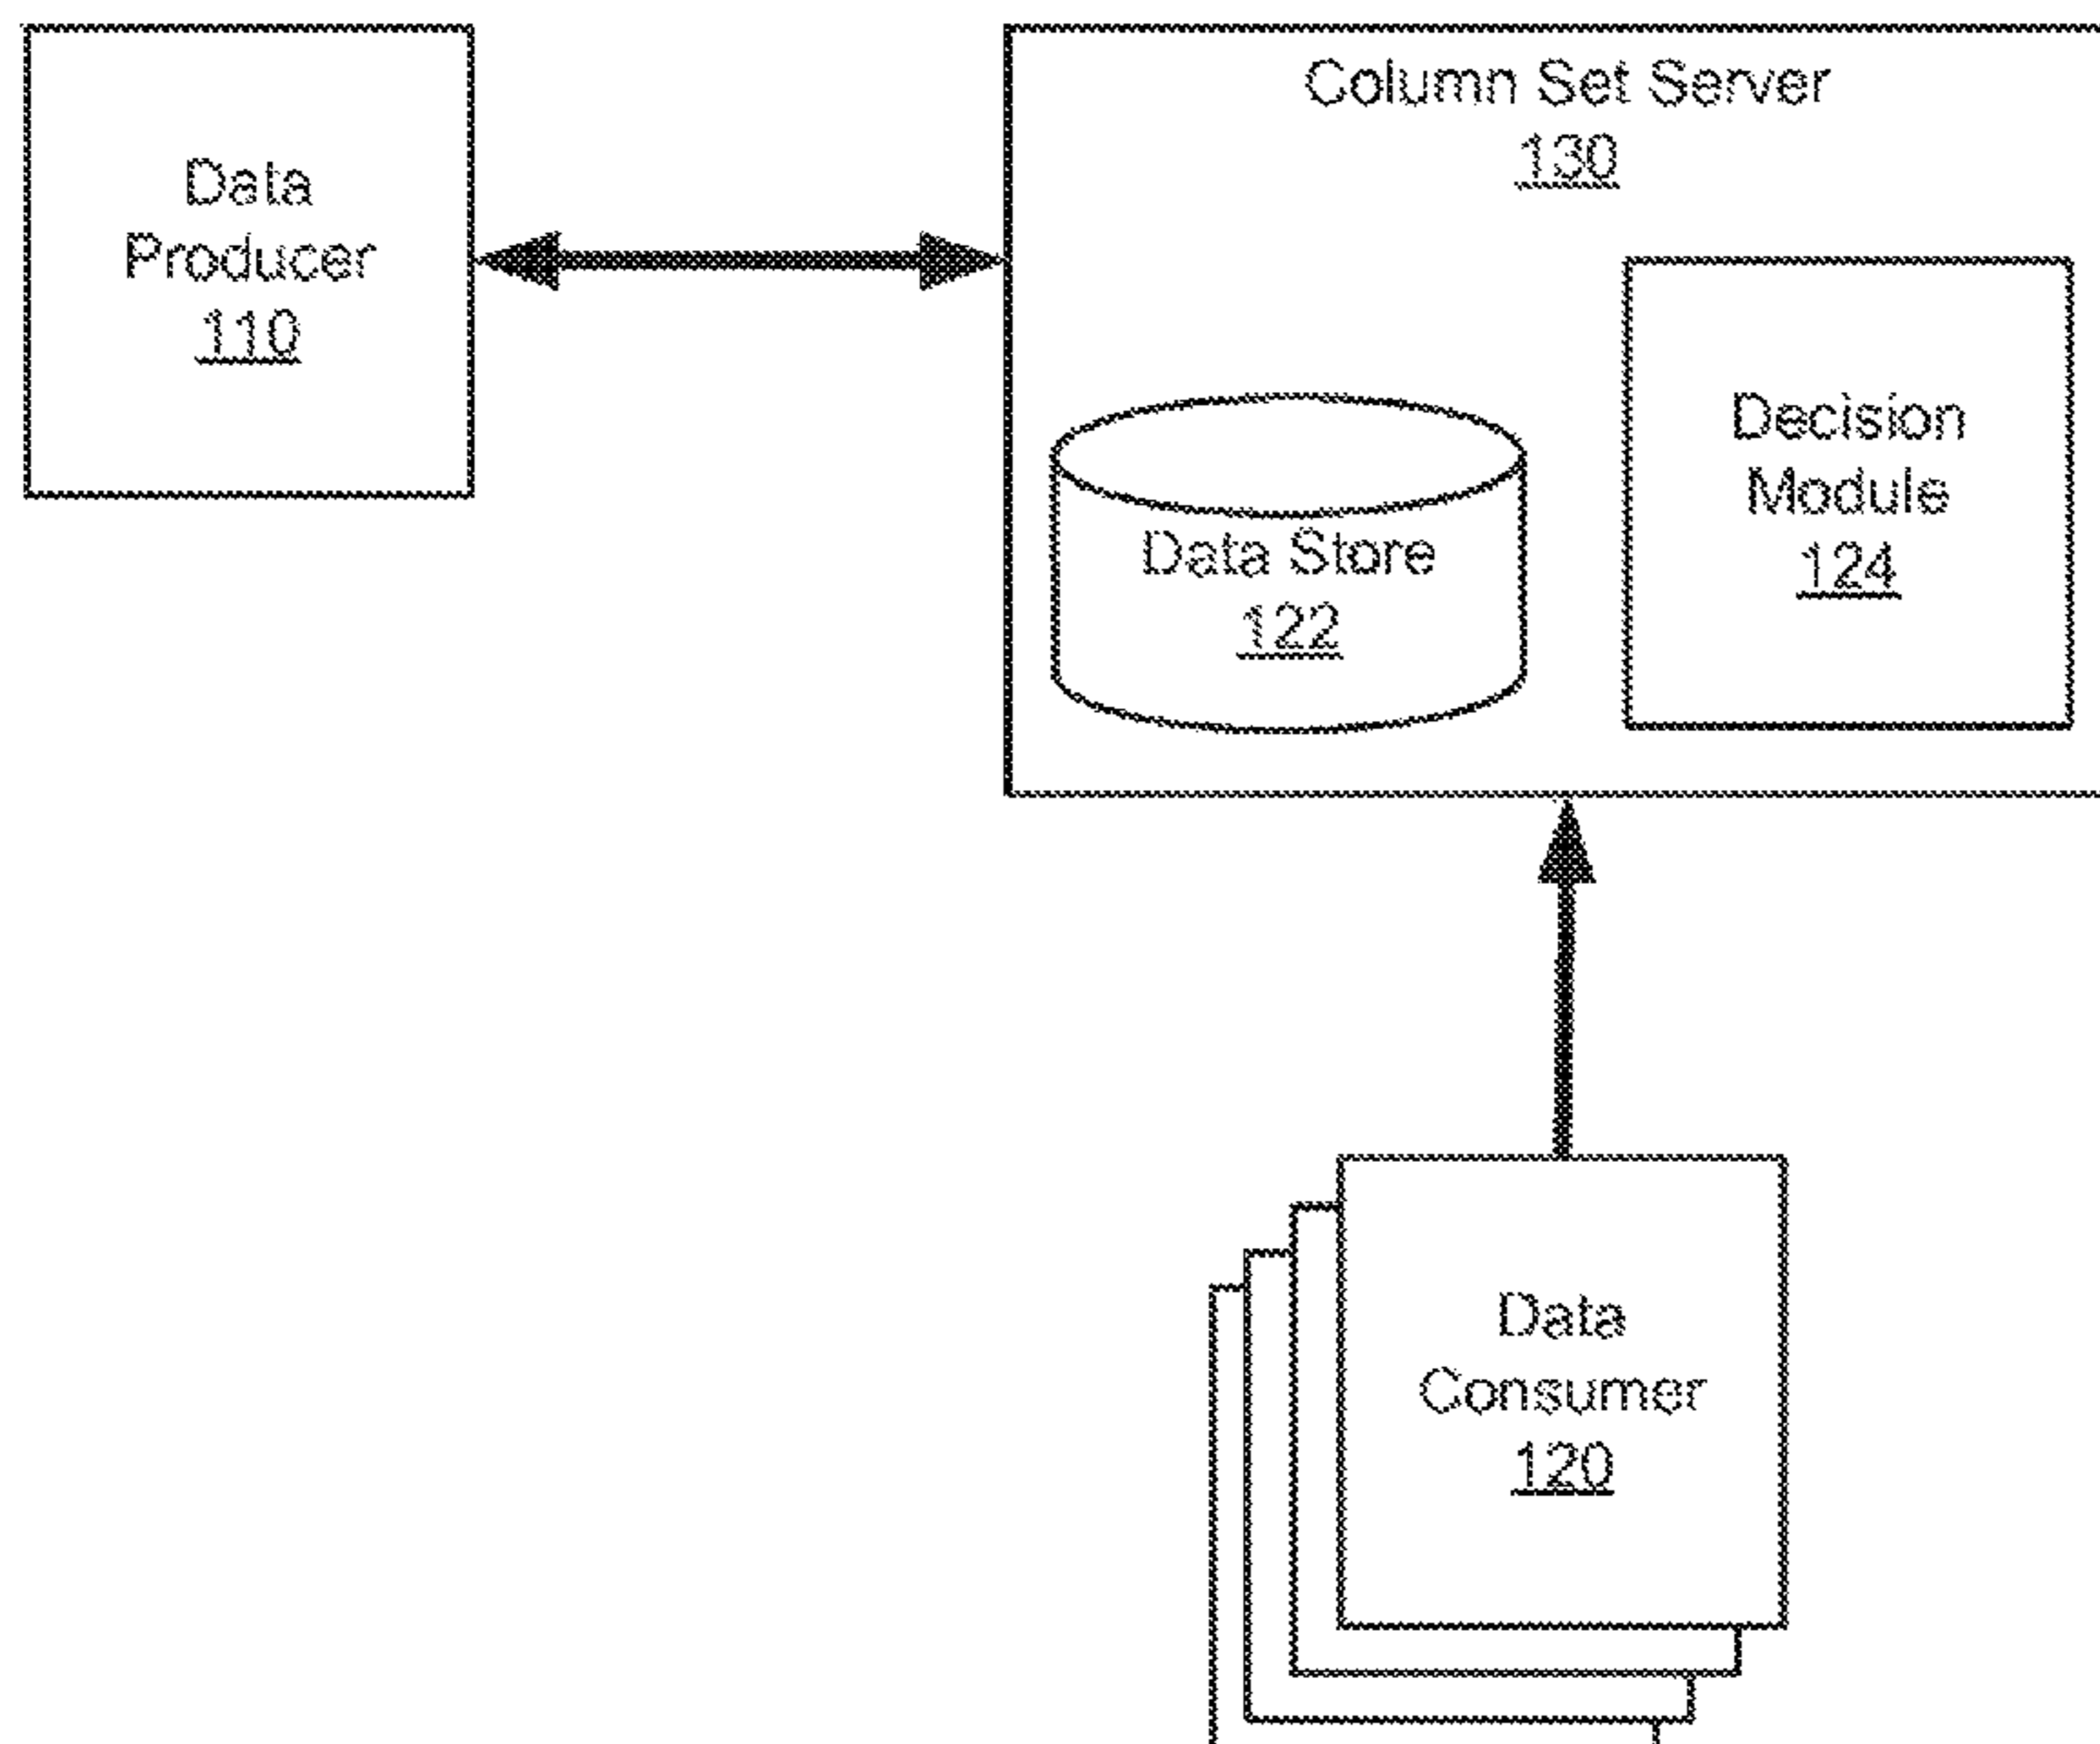 Data
Producer
110
Column Set Server
130
Data Store
122
Decision
Module
124
Data
Consumer
120